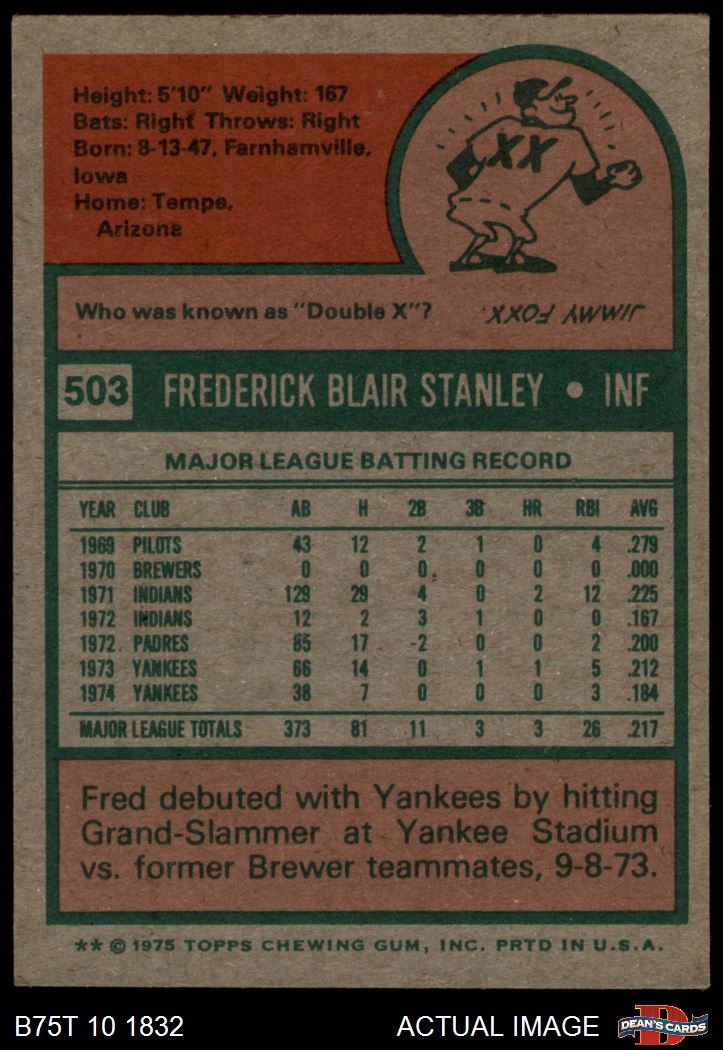 Height: 5'10" Weight: 167
Bats: Right Throws: Right
Born: 8-13-47, Farnhamville,
Iowa
Home: Tempe,
Arizona
XX
Who was known as "Double X"?
JIMMY FOXX.
503 FREDERICK BLAIR STANLEY • INF
MAJOR LEAGUE BATTING RECORD
YEAR CLUB AB H 2B 3B HR RBI AVG
1969 PILOTS 43 12 2 1 0 4 .279
1970 BREWERS 0 0 0 0 0 0 .000
1971 INDIANS 129 29 4 0 2 12 .225
1972 INDIANS 12 2 3 1 0 0 .167
1972 PADRES 85 17 2 0 0 2 .200
1973 YANKEES 66 14 0 1 1 5 .212
1974 YANKEES 38 7 0 0 0 3 .184
MAJOR LEAGUE TOTALS 373 81 11 3 3 26 .217
Fred debuted with Yankees by hitting
Grand-Slammer at Yankee Stadium
vs. former Brewer teammates, 9-8-73.
** © 1975 TOPPS CHEWING GUM, INC. PRTD IN U.S.A.
B75T 10 1832 ACTUAL IMAGE D DEAN'S CARDS